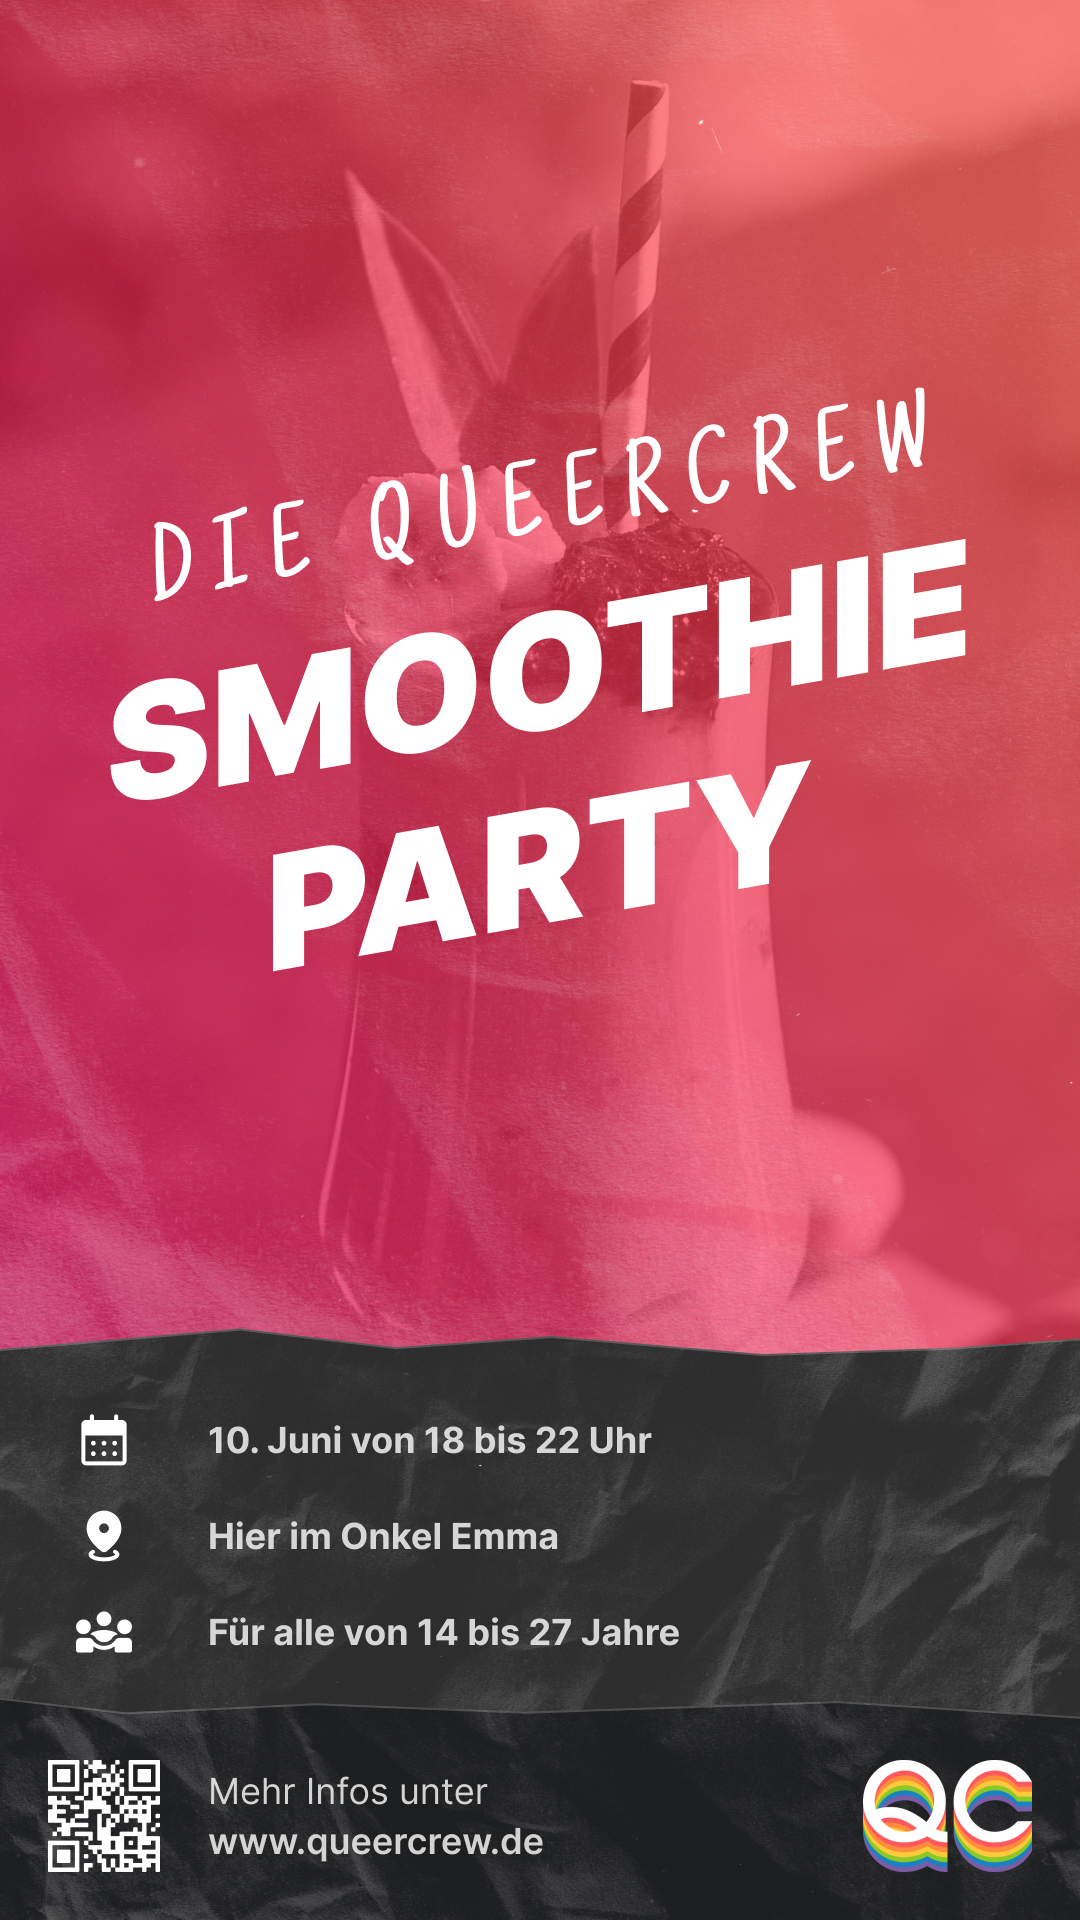 DIE QUEERCREW
SMOOTHIE
PARTY
10. Juni von 18 bis 22 Uhr
Hier im Onkel Emma
Für alle von 14 bis 27 Jahre
Mehr Infos unter
www.queercrew.de
QC